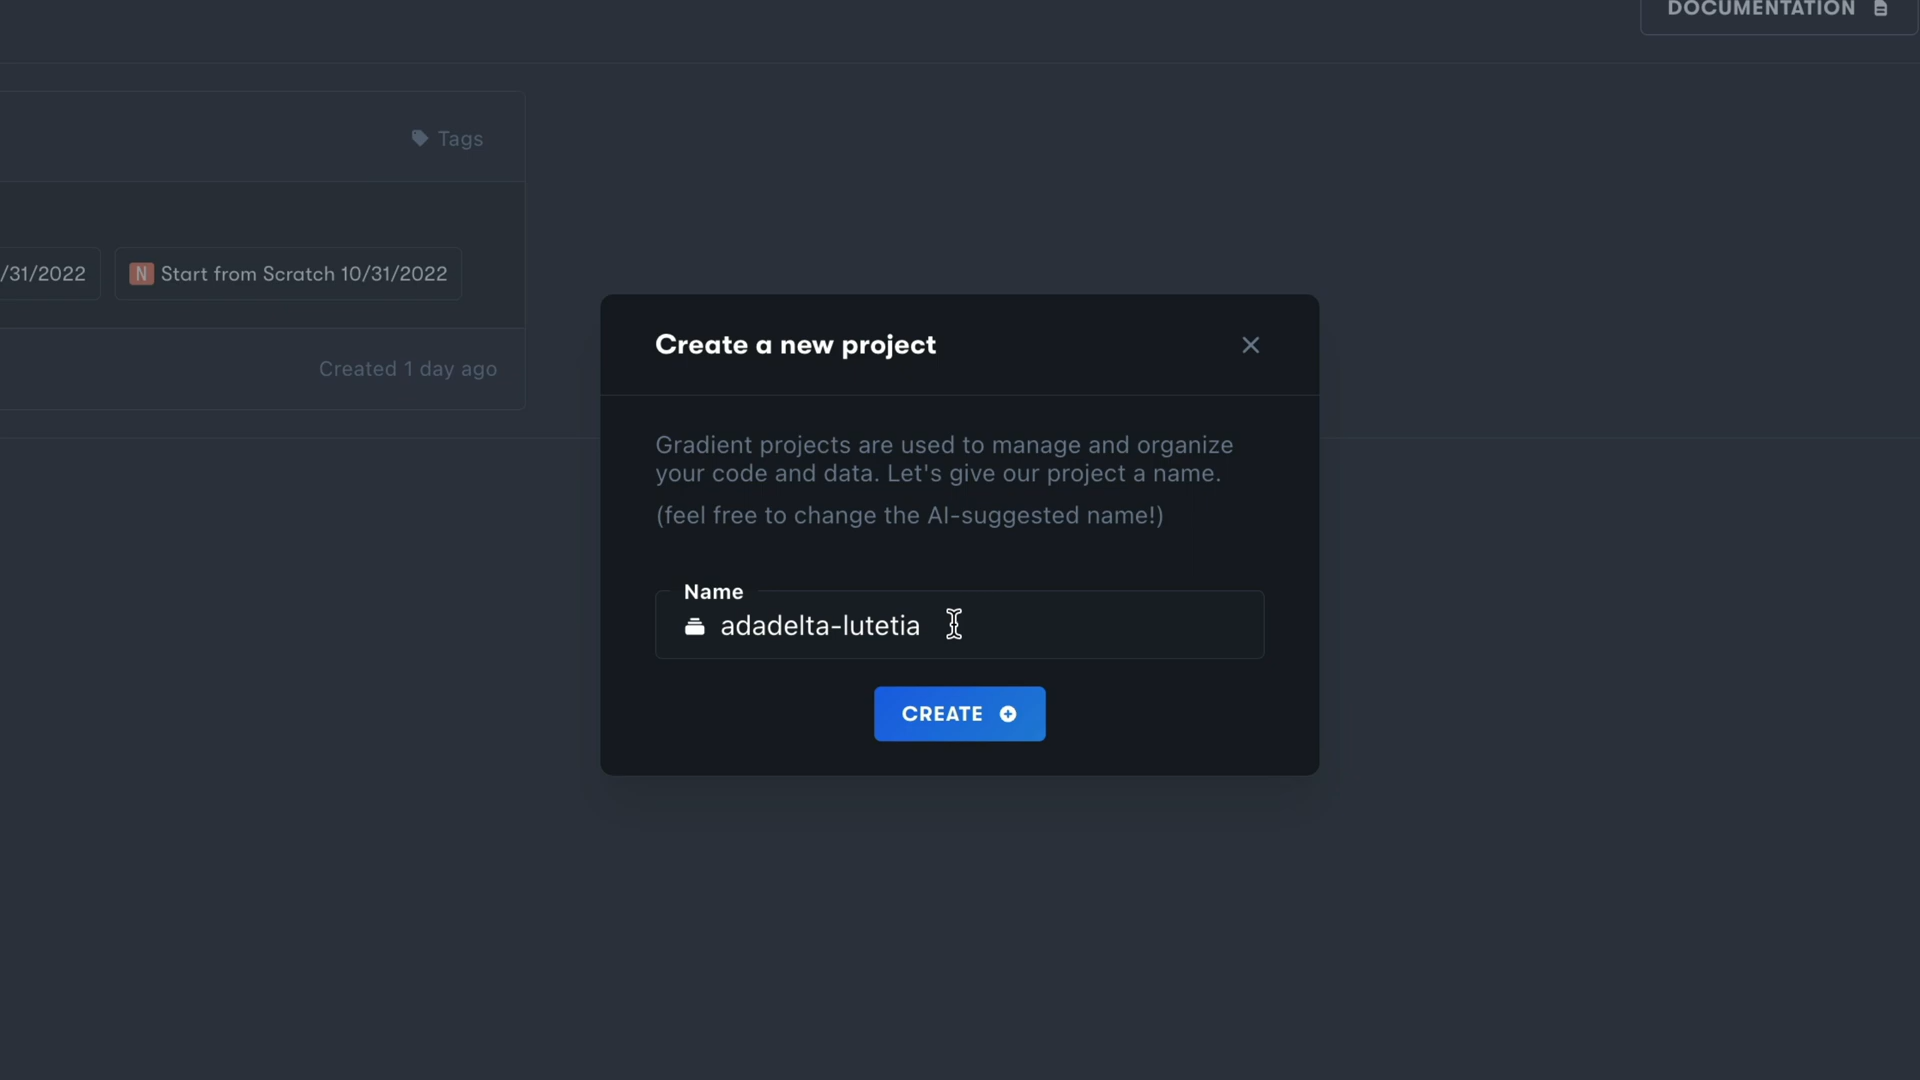 DOCUMENTATION
Tags
/31/2022
N Start from Scratch 10/31/2022
Created 1 day ago
Create a new project
Gradient projects are used to manage and organize
your code and data. Let's give our project a name.
(feel free to change the AI-suggested name!)
Name
adadelta-lutetia
CREATE